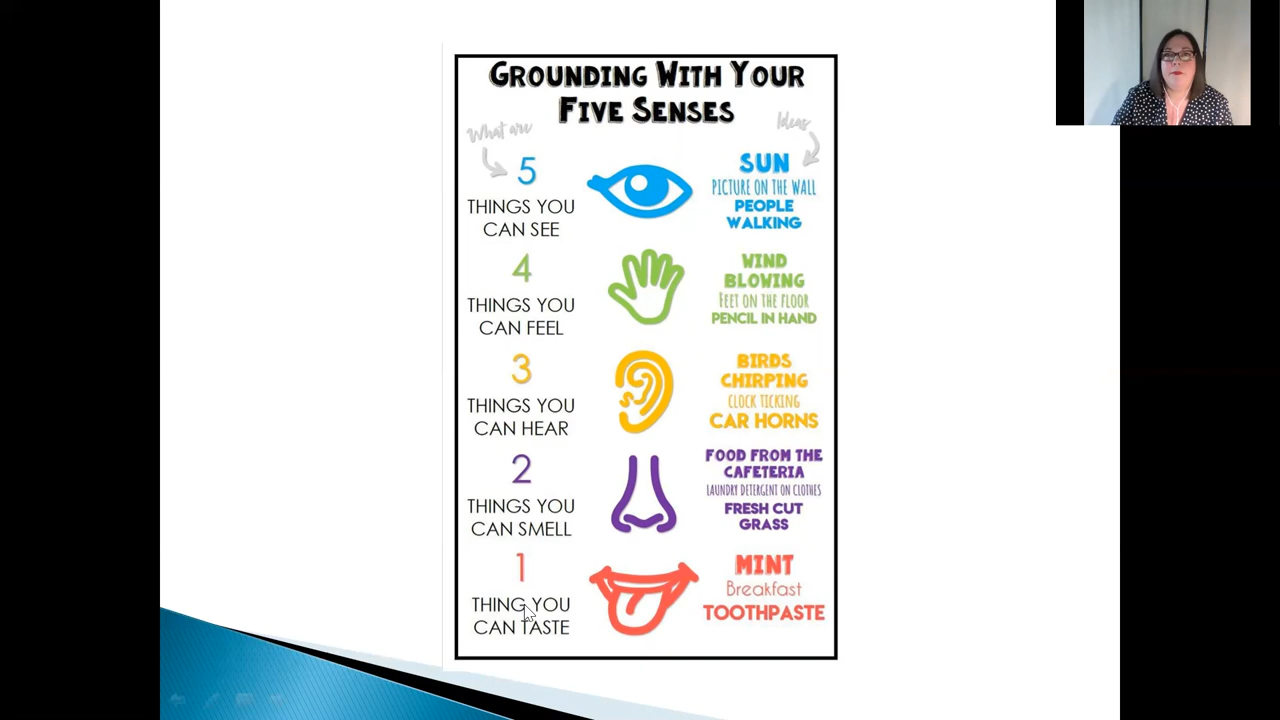 GROUNDING WITH YOUR
FIVE SENSES
What are
Ideas
5
THINGS YOU
CAN SEE
SUN
PICTURE ON THE WALL
PEOPLE
WALKING
4
THINGS YOU
CAN FEEL
WIND
BLOWING
FEET ON THE FLOOR
PENCIL IN HAND
3
THINGS YOU
CAN HEAR
BIRDS
CHIRPING
CLOCK TICKING
CAR HORNS
2
THINGS YOU
CAN SMELL
FOOD FROM THE
CAFETERIA
LAUNDRY DETERGENT ON CLOTHES
FRESH CUT
GRASS
1
THING YOU
CAN TASTE
MINT
Breakfast
TOOTHPASTE